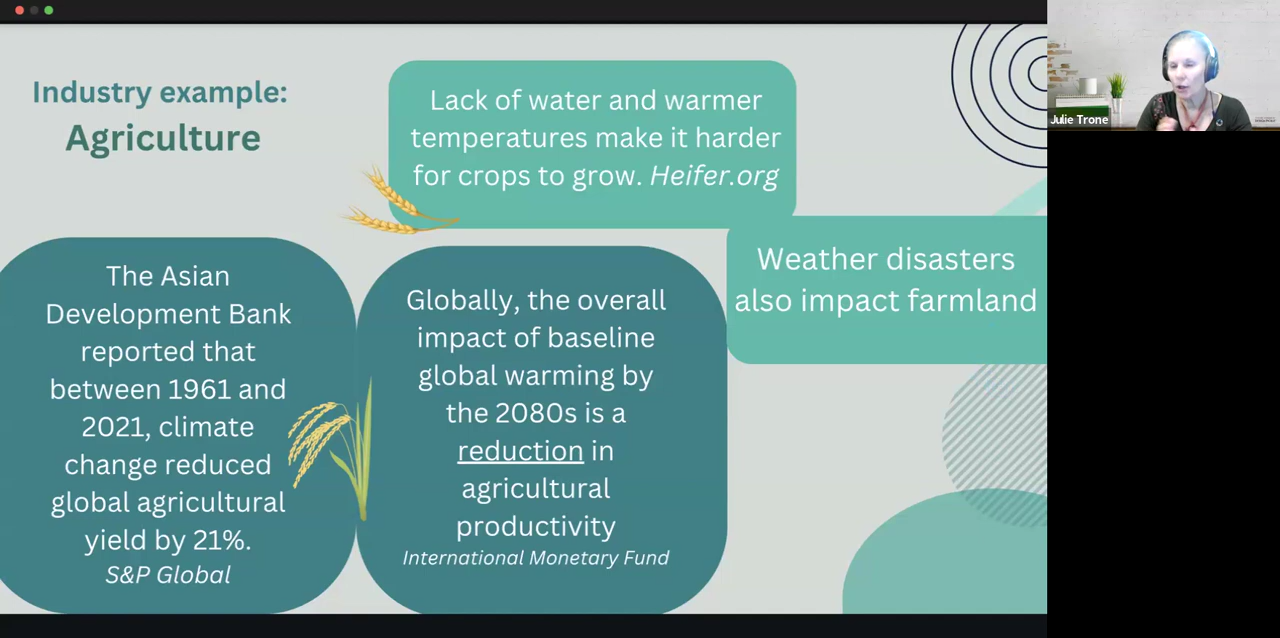 Industry example:
Agriculture
Lack of water and warmer
temperatures make it harder
for crops to grow. Heifer.org
Weather disasters
also impact farmland
The Asian
Development Bank
reported that
between 1961 and
2021, climate
change reduced
global agricultural
yield by 21%.
S&P Global
Globally, the overall
impact of baseline
global warming by
the 2080s is a
reduction in
agricultural
productivity
International Monetary Fund
Julie Trone